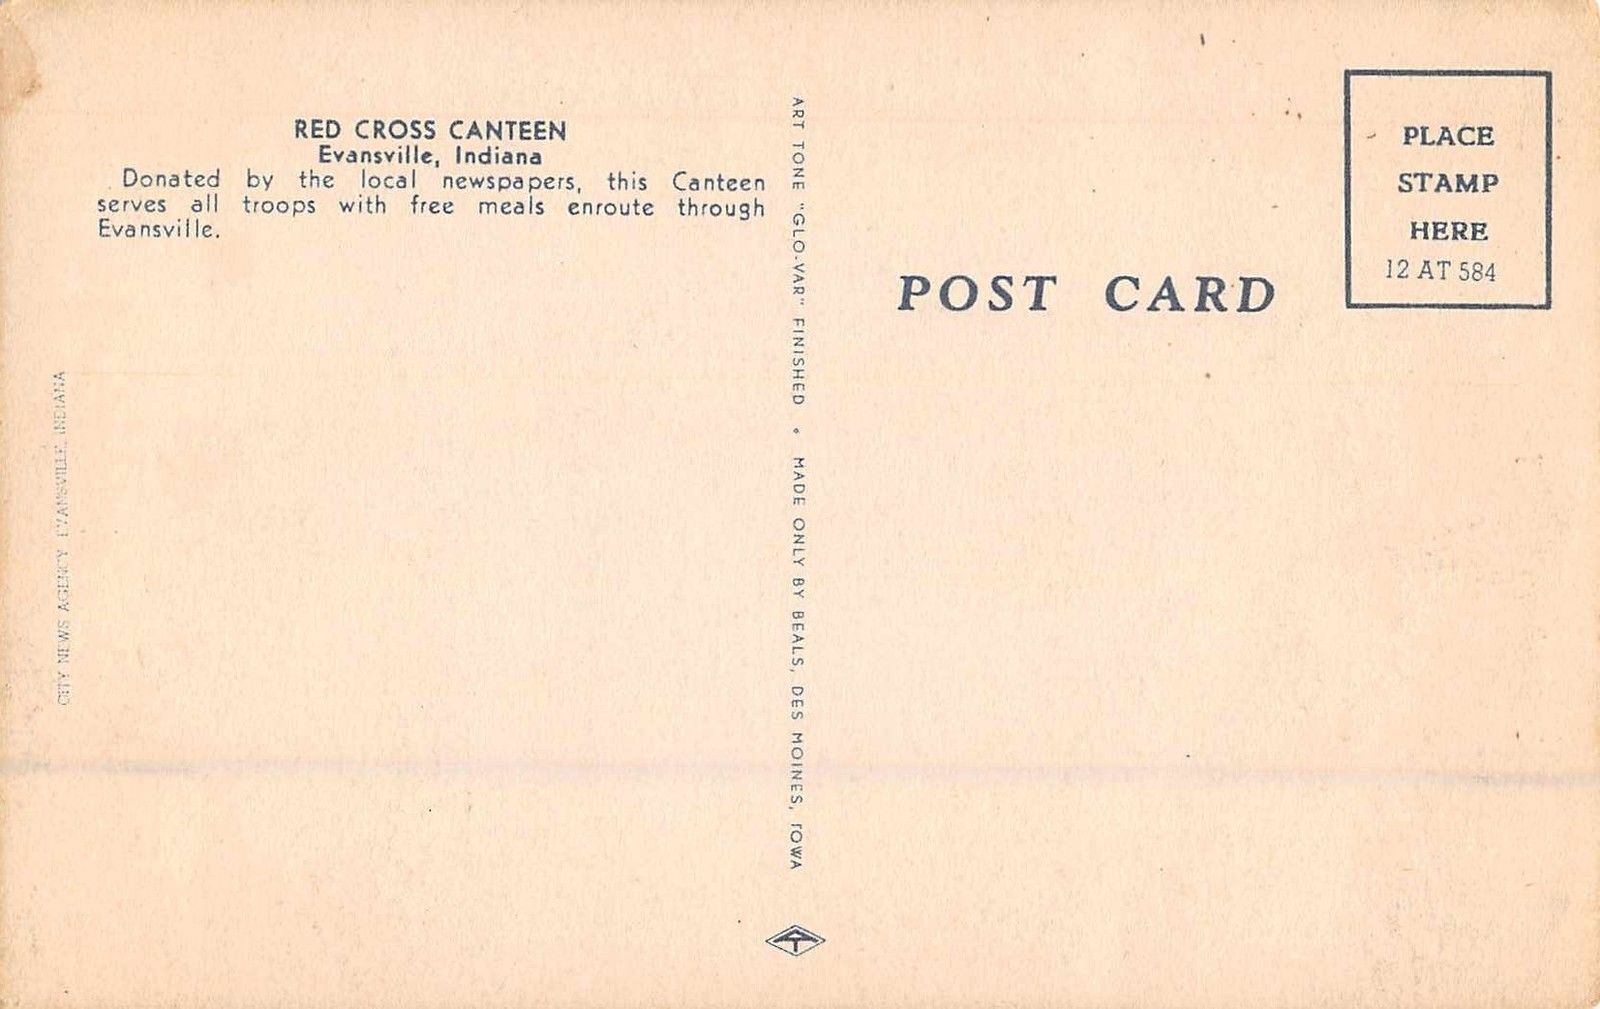 RED CROSS CANTEEN
Evansville, Indiana
Donated by the local newspapers, this Canteen
serves all troops with free meals enroute through
Evansville.
CITY NEWS AGENCY, EVANSVILLE, INDIANA
ART TONE "GLO-VAR" FINISHED • MADE ONLY BY BEALS, DES MOINES, IOWA
POST CARD
PLACE
STAMP
HERE
12 AT 584
AT